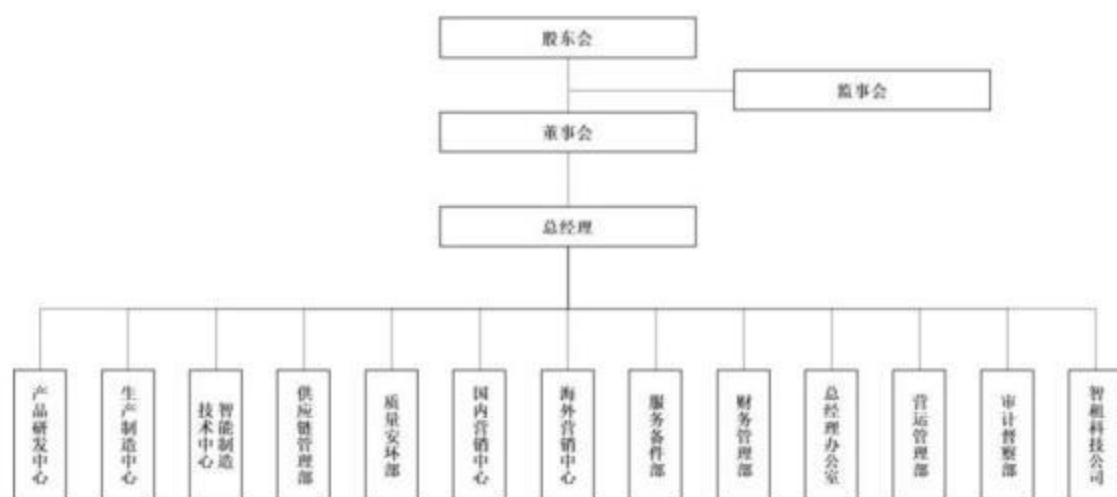 股东会
监事会
董事会
总经理
产品研发中心
生产制造中心
智能制造
技术中心
供应链管理部
质量安环部
国内营销中心
海外营销中心
服务备件部
财务管理部
总经理办公室
营运管理部
审计督察部
智租科技公司